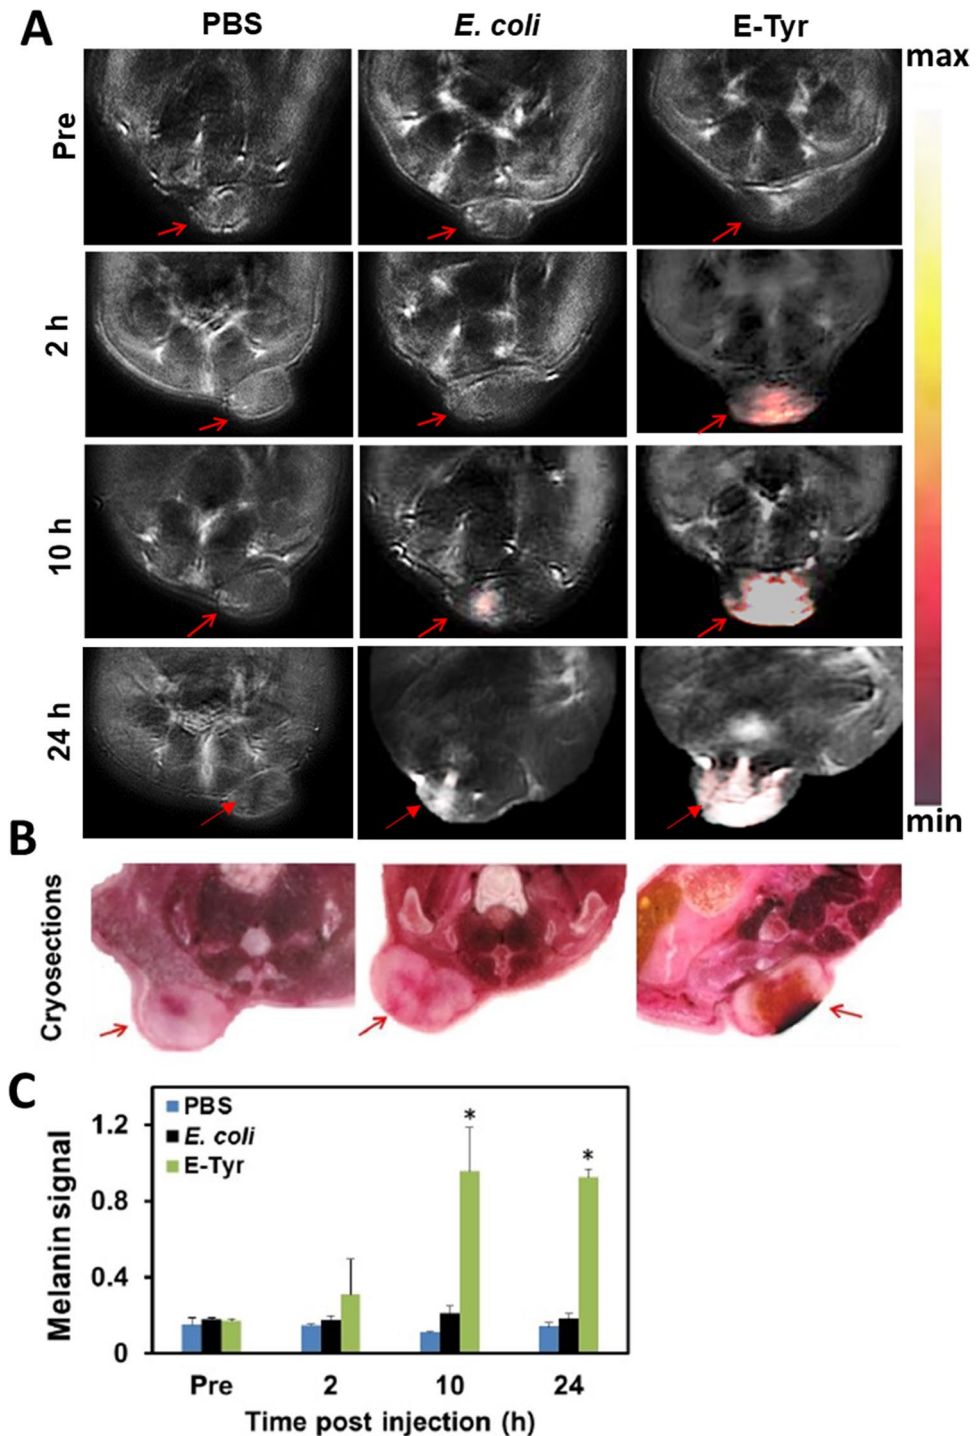 A
PBS
E. coli
E-Tyr
max
Pre
2 h
10 h
24 h
min
B
Cryosections
C
PBS
E. coli
E-Tyr
*
*
Melanin signal
1.2
0.8
0.4
0
Pre 2 10 24
Time post injection (h)